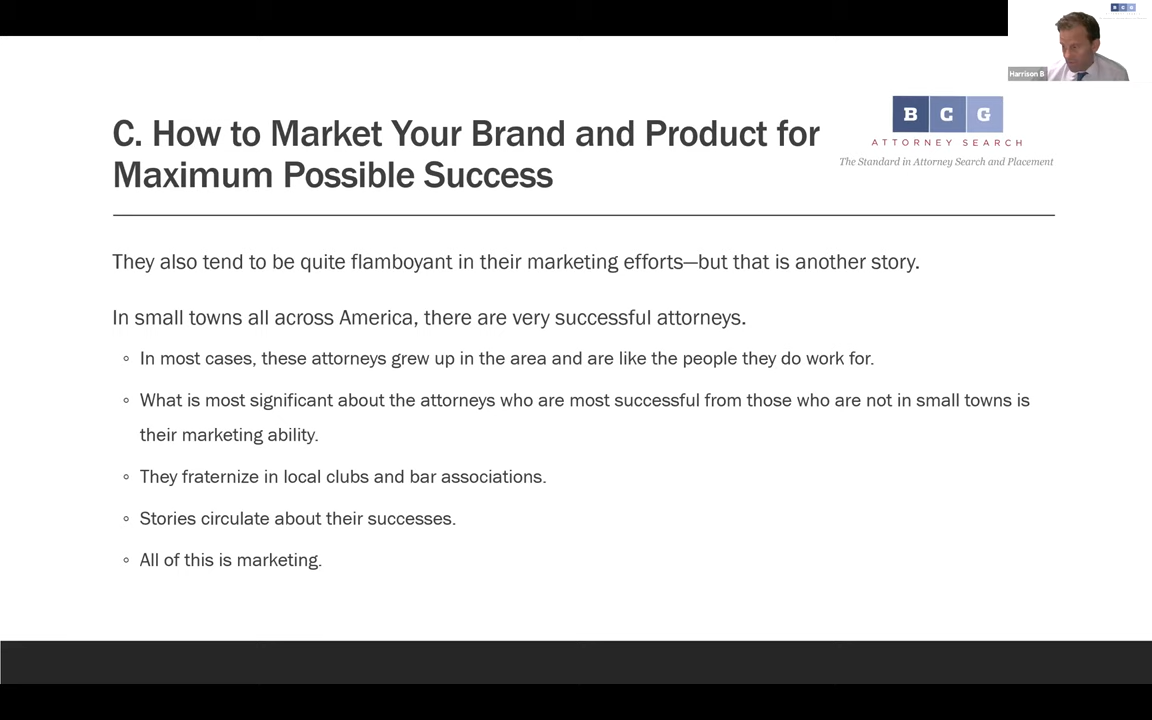 B C G
Harrison B
B C G
ATTORNEY SEARCH
The Standard in Attorney Search and Placement
C. How to Market Your Brand and Product for
Maximum Possible Success
They also tend to be quite flamboyant in their marketing efforts—but that is another story.
In small towns all across America, there are very successful attorneys.
◦ In most cases, these attorneys grew up in the area and are like the people they do work for.
◦ What is most significant about the attorneys who are most successful from those who are not in small towns is
their marketing ability.
◦ They fraternize in local clubs and bar associations.
◦ Stories circulate about their successes.
◦ All of this is marketing.